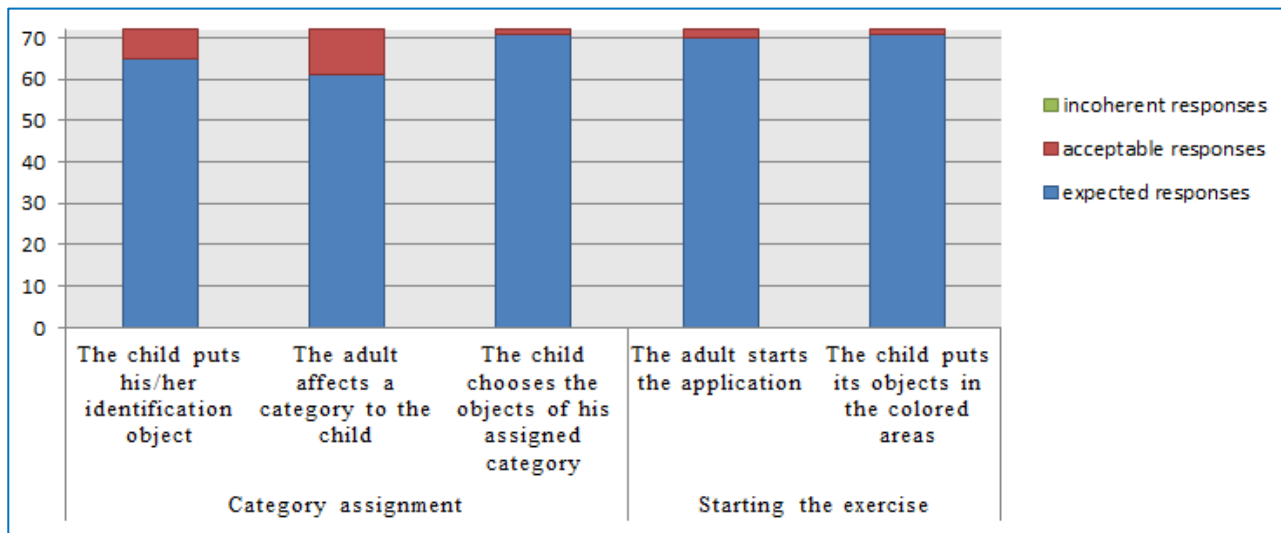 70
60
50
40
30
20
10
0
incoherent responses
acceptable responses
expected responses
The child puts
his/her
identification
object
The adult
affects a
category to the
child
The child
chooses the
objects of his
assigned
category
The adult starts
the application
The child puts
its objects in
the colored
areas
Category assignment
Starting the exercise